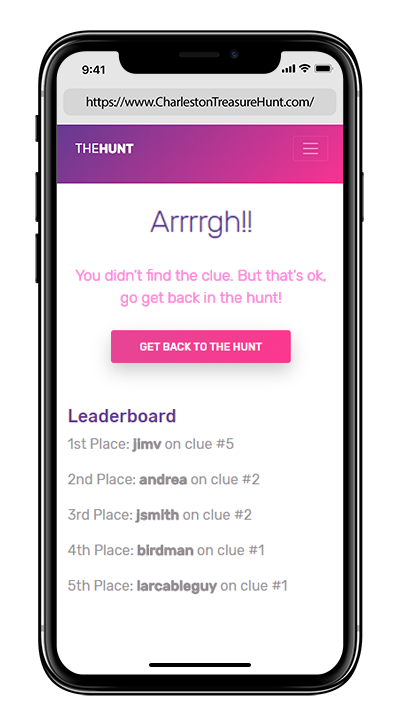 9:41
https://www.CharlestonTreasureHunt.com/
THEHUNT
Arrrrgh!!
You didn't find the clue. But that's ok,
go get back in the hunt!
GET BACK TO THE HUNT
Leaderboard
1st Place: jimv on clue #5
2nd Place: andrea on clue #2
3rd Place: jsmith on clue #2
4th Place: birdman on clue #1
5th Place: larcableguy on clue #1